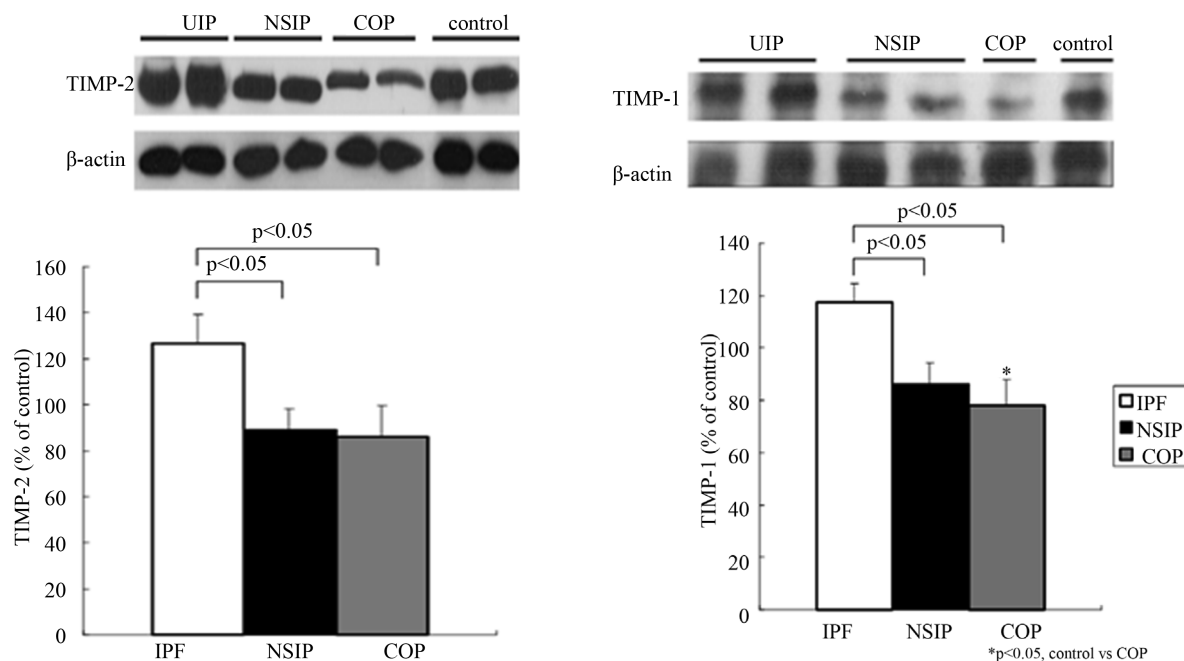 UIP NSIP COP control
TIMP-2
β-actin
p<0.05
p<0.05
TIMP-2 (% of control)
160
140
120
100
80
60
40
20
0
IPF NSIP COP
UIP NSIP COP control
TIMP-1
β-actin
p<0.05
p<0.05
TIMP-1 (% of control)
140
120
100
80
60
40
20
0
*
IPF NSIP COP
*p<0.05, control vs COP
IPF
NSIP
COP